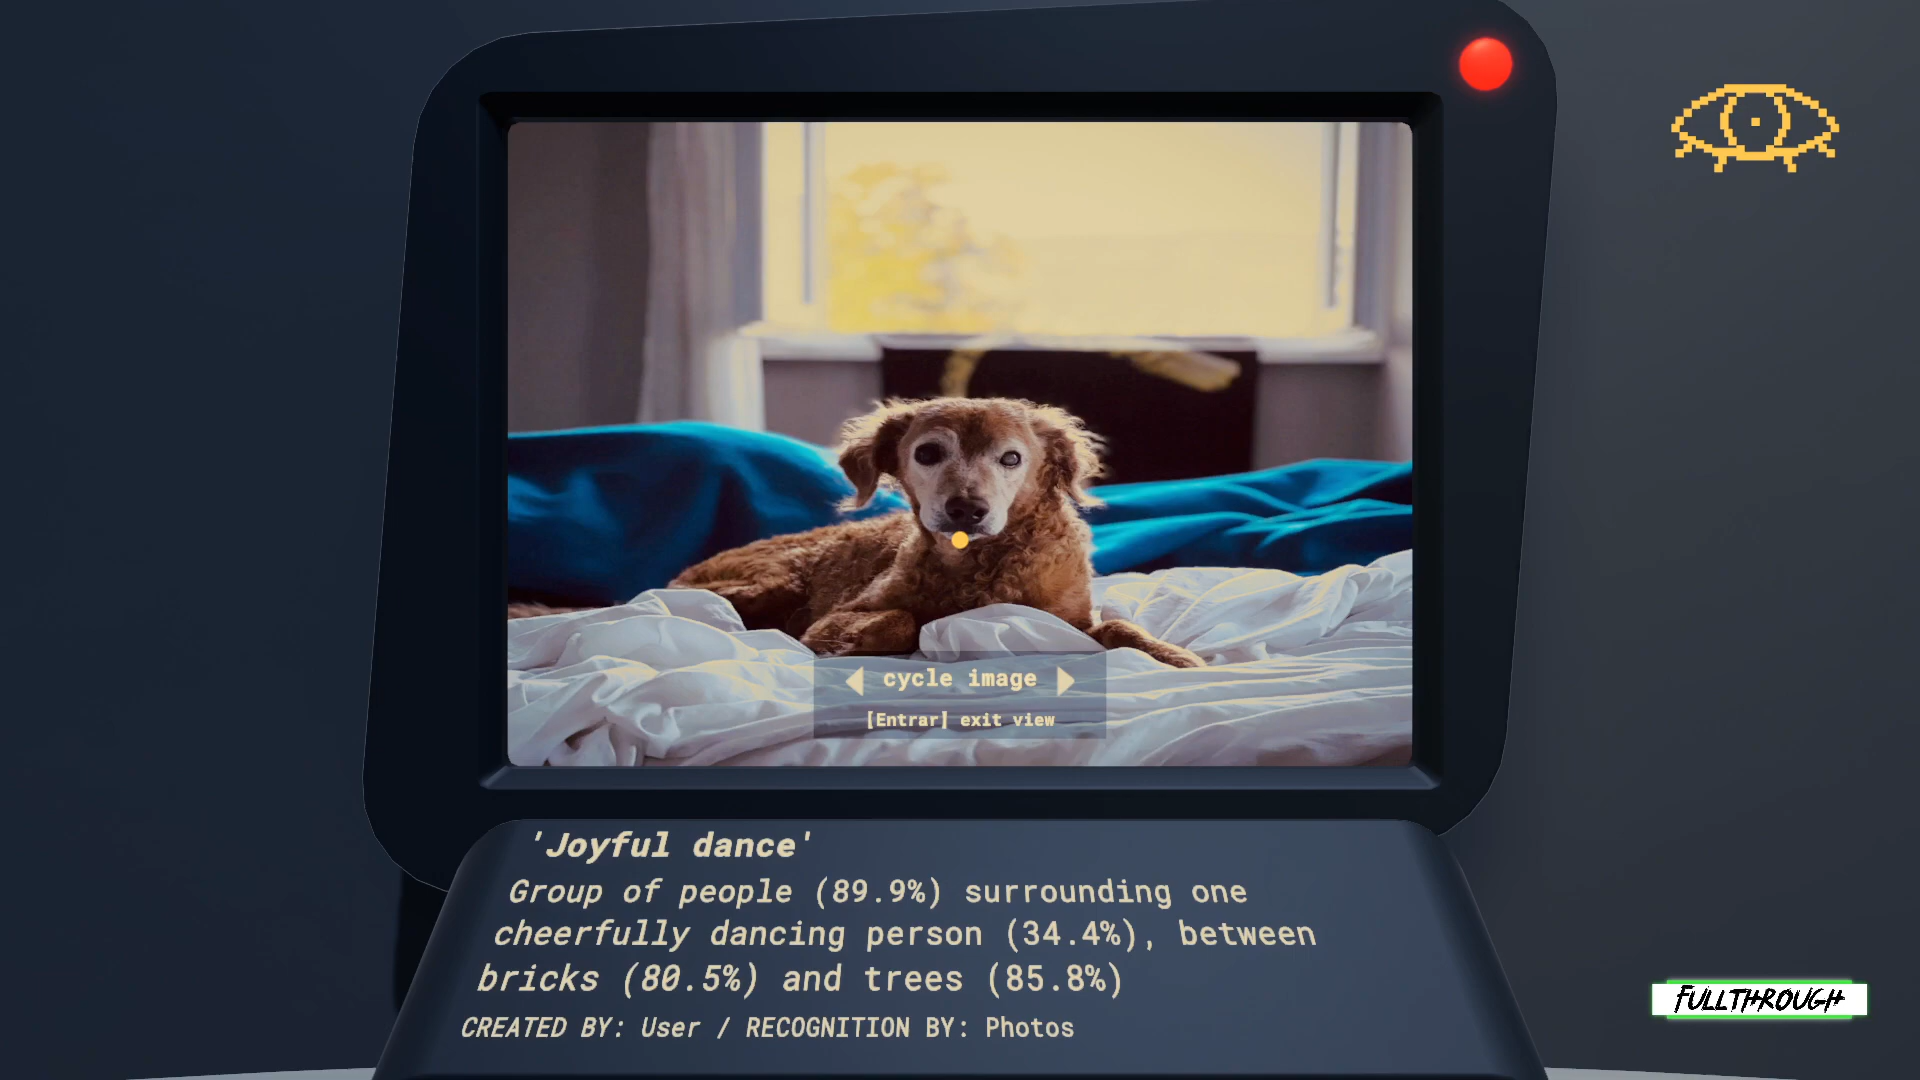 cycle image
[Entrar] exit view
'Joyful dance'
Group of people (89.9%) surrounding one
cheerfully dancing person (34.4%), between
bricks (80.5%) and trees (85.8%)
CREATED BY: User / RECOGNITION BY: Photos
FULLTHROUGH